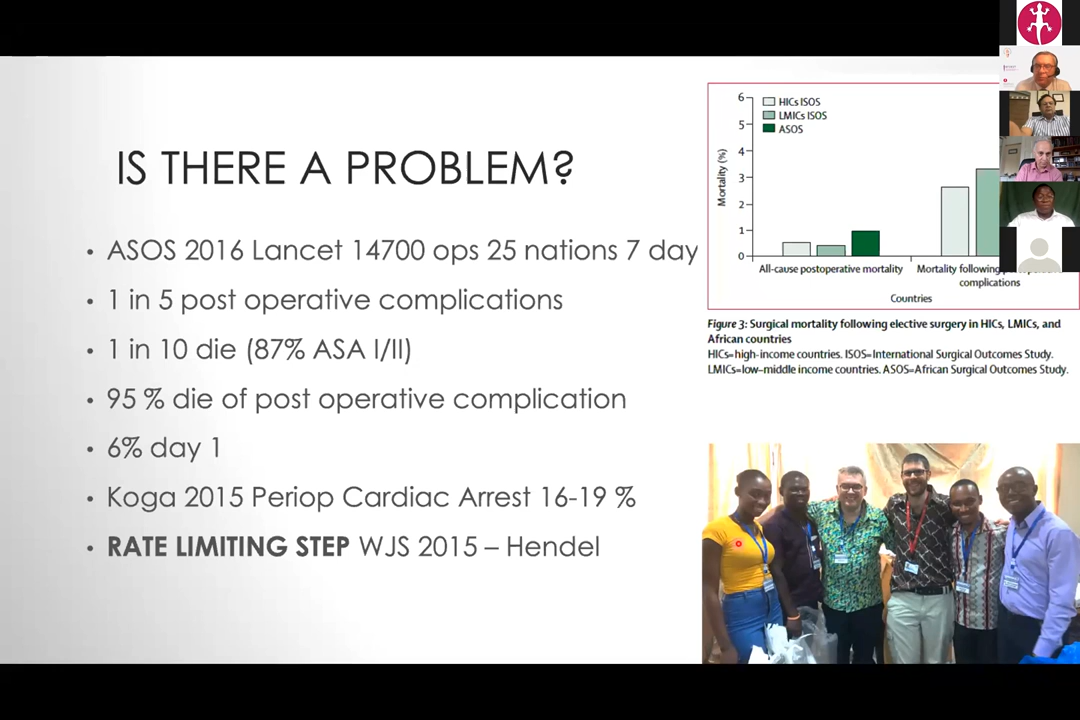 IS THERE A PROBLEM?
• ASOS 2016 Lancet 14700 ops 25 nations 7 day
• 1 in 5 post operative complications
• 1 in 10 die (87% ASA I/II)
• 95 % die of post operative complication
• 6% day 1
• Koga 2015 Periop Cardiac Arrest 16-19 %
• RATE LIMITING STEP WJS 2015 – Hendel
6
5
4
3
2
1
0
Mortality (%)
HICs ISOS
LMICs ISOS
ASOS
All-cause postoperative mortality
Mortality following
complications
Countries
Figure 3: Surgical mortality following elective surgery in HICs, LMICs, and
African countries
HICs=high-income countries. ISOS=International Surgical Outcomes Study.
LMICs=low–middle income countries. ASOS=African Surgical Outcomes Study.